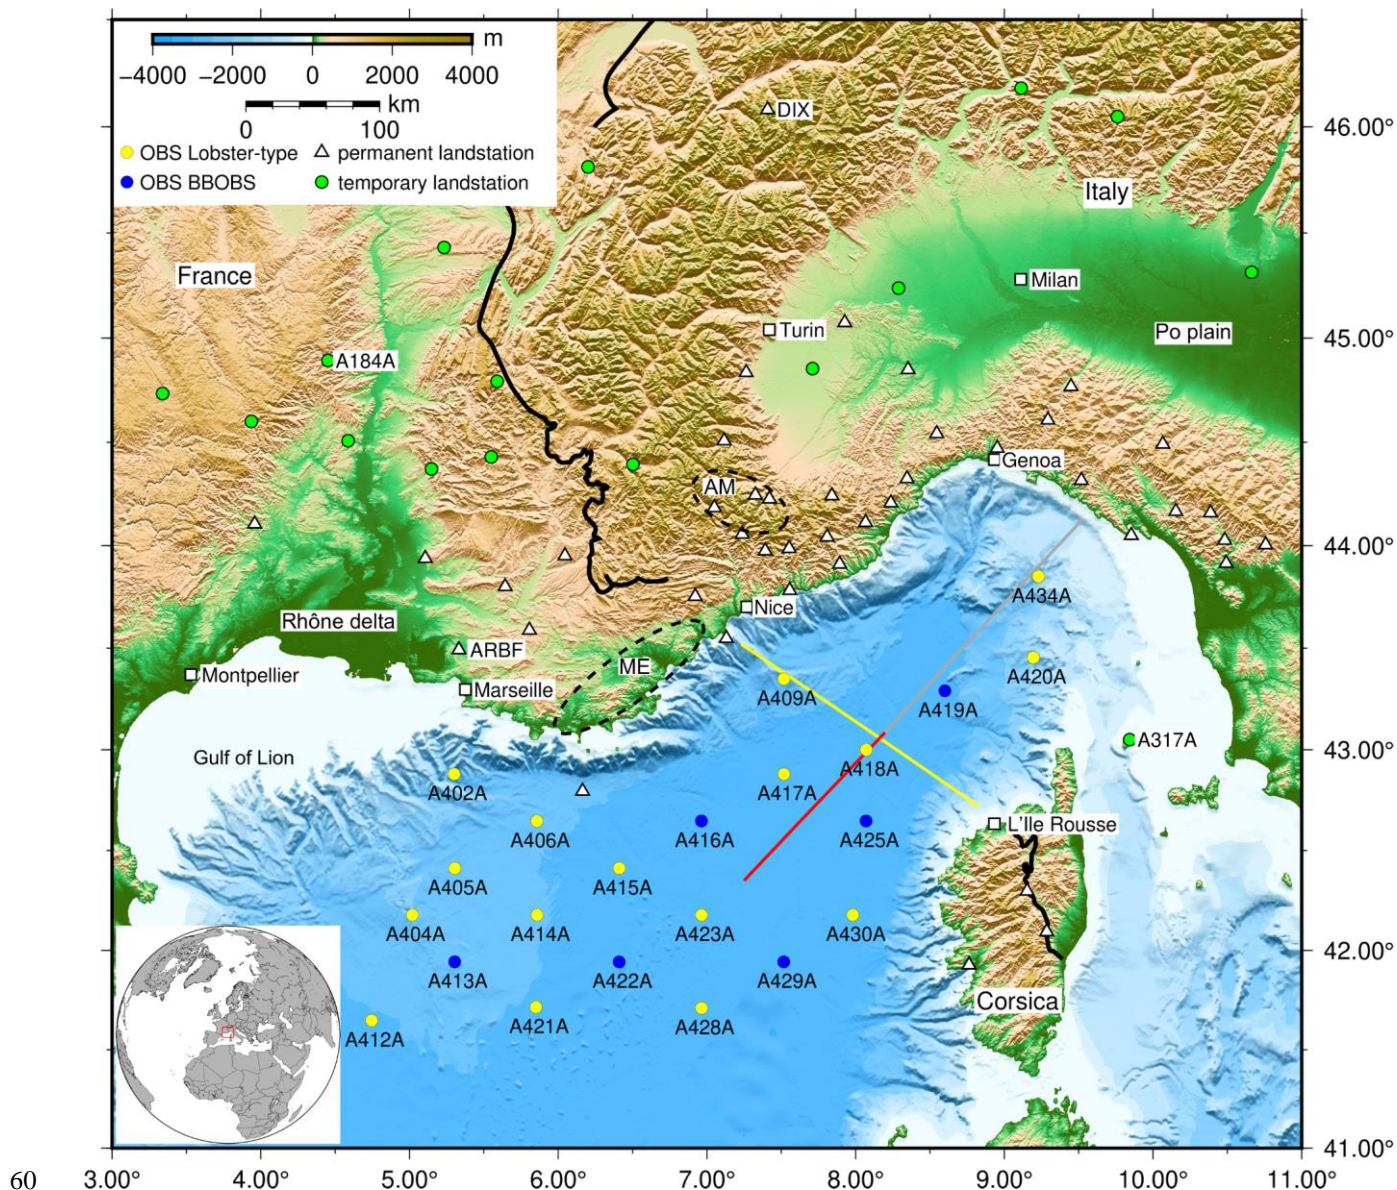 m
−4000 −2000 0 2000 4000
km
0 100
OBS Lobster-type
permanent landstation
OBS BBOBS
temporary landstation
DIX
46.00°
Italy
France
Milan
Turin
Po plain
45.00°
A184A
Genoa
AM
44.00°
A434A
Nice
Rhône delta
ARBF
ME
Montpellier
Marseille
A409A
A420A
A419A
Gulf of Lion
A317A
43.00°
A418A
A402A
A417A
L'Ile Rousse
A406A
A416A
A425A
A405A
A415A
A404A
A414A
A423A
A430A
42.00°
A413A
A422A
A429A
Corsica
A412A
A421A
A428A
41.00°
60
3.00° 4.00° 5.00° 6.00° 7.00° 8.00° 9.00° 10.00° 11.00°